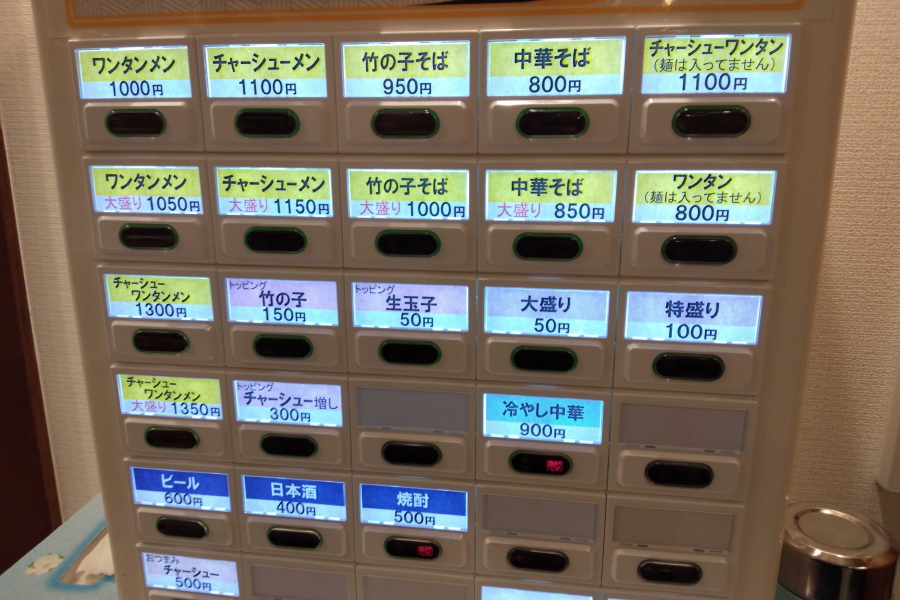 ワンタンメン
1000円
チャーシューメン
1100円
竹の子そば
950円
中華そば
800円
チャーシューワンタン
(麺は入ってません)
1100円
ワンタンメン
大盛り 1050円
チャーシューメン
大盛り 1150円
竹の子そば
大盛り 1000円
中華そば
大盛り 850円
ワンタン
(麺は入ってません)
800円
チャーシュー
ワンタンメン
1300円
トッピング
竹の子
150円
トッピング
生玉子
50円
大盛り
50円
特盛り
100円
チャーシュー
ワンタンメン
大盛り 1350円
トッピング
チャーシュー増し
300円
冷やし中華
900円
売切
ビール
600円
日本酒
400円
焼酎
500円
売切
おつまみ
チャーシュー
500円